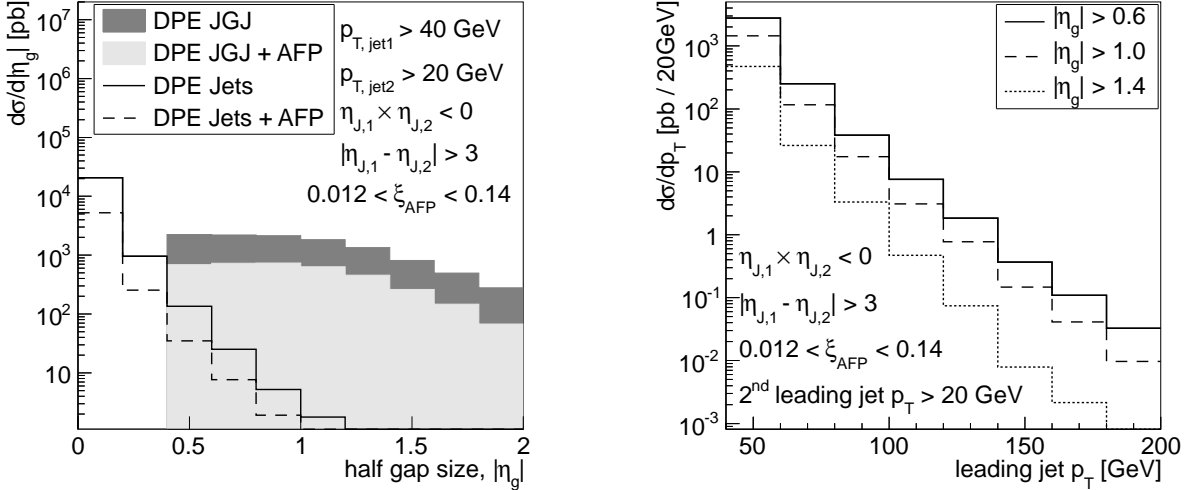 dσ/d|η_g| [pb]
10^7
10^6
10^5
10^4
10^3
10^2
10
0
0.5
1
1.5
2
half gap size, |η_g|
DPE JGJ
DPE JGJ + AFP
DPE Jets
DPE Jets + AFP
p_T, jet1 > 40 GeV
p_T, jet2 > 20 GeV
η_J,1 × η_J,2 < 0
|η_J,1 - η_J,2| > 3
0.012 < ξ_AFP < 0.14
dσ/dp_T [pb / 20GeV]
10^3
10^2
10
1
10^-1
10^-2
10^-3
60
100
150
200
leading jet p_T [GeV]
|η_g| > 0.6
|η_g| > 1.0
|η_g| > 1.4
η_J,1 × η_J,2 < 0
|η_J,1 - η_J,2| > 3
0.012 < ξ_AFP < 0.14
2^nd leading jet p_T > 20 GeV